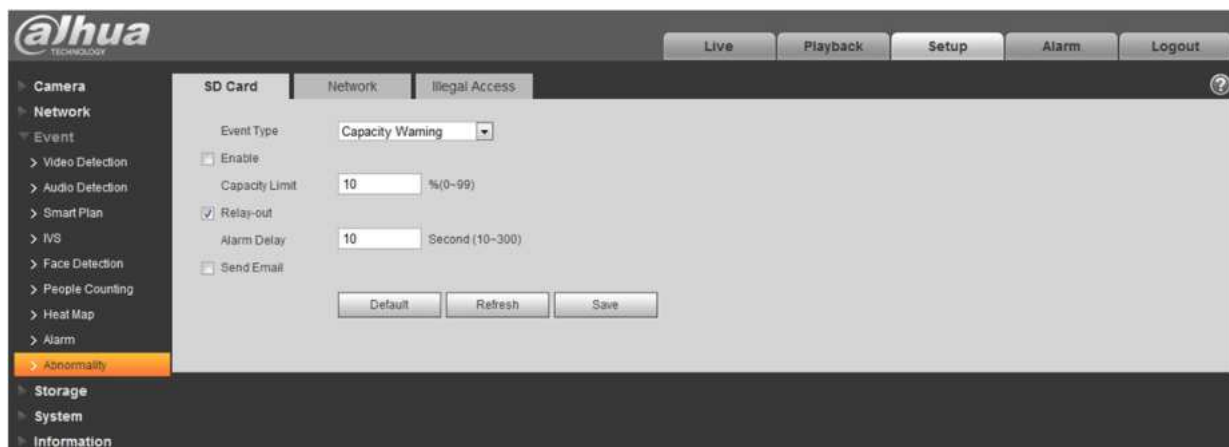 alhua
TECHNOLOGY
Live Playback Setup Alarm Logout
Camera
Network
Event
> Video Detection
> Audio Detection
> Smart Plan
> IVS
> Face Detection
> People Counting
> Heat Map
> Alarm
> Abnormality
Storage
System
Information
SD Card Network Illegal Access
?
Event Type Capacity Warning
Enable
Capacity Limit 10 %(0~99)
Relay-out
Alarm Delay 10 Second (10~300)
Send Email
Default Refresh Save